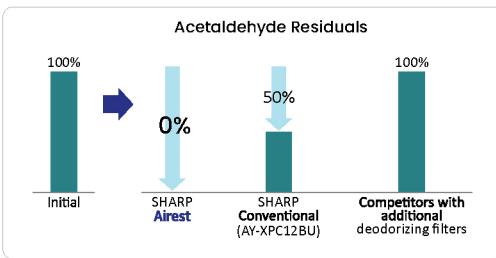 Acetaldehyde Residuals
100%
0%
50%
100%
Initial
SHARP
Airest
SHARP
Conventional
(AY-XPC12BU)
Competitors with
additional
deodorizing filters